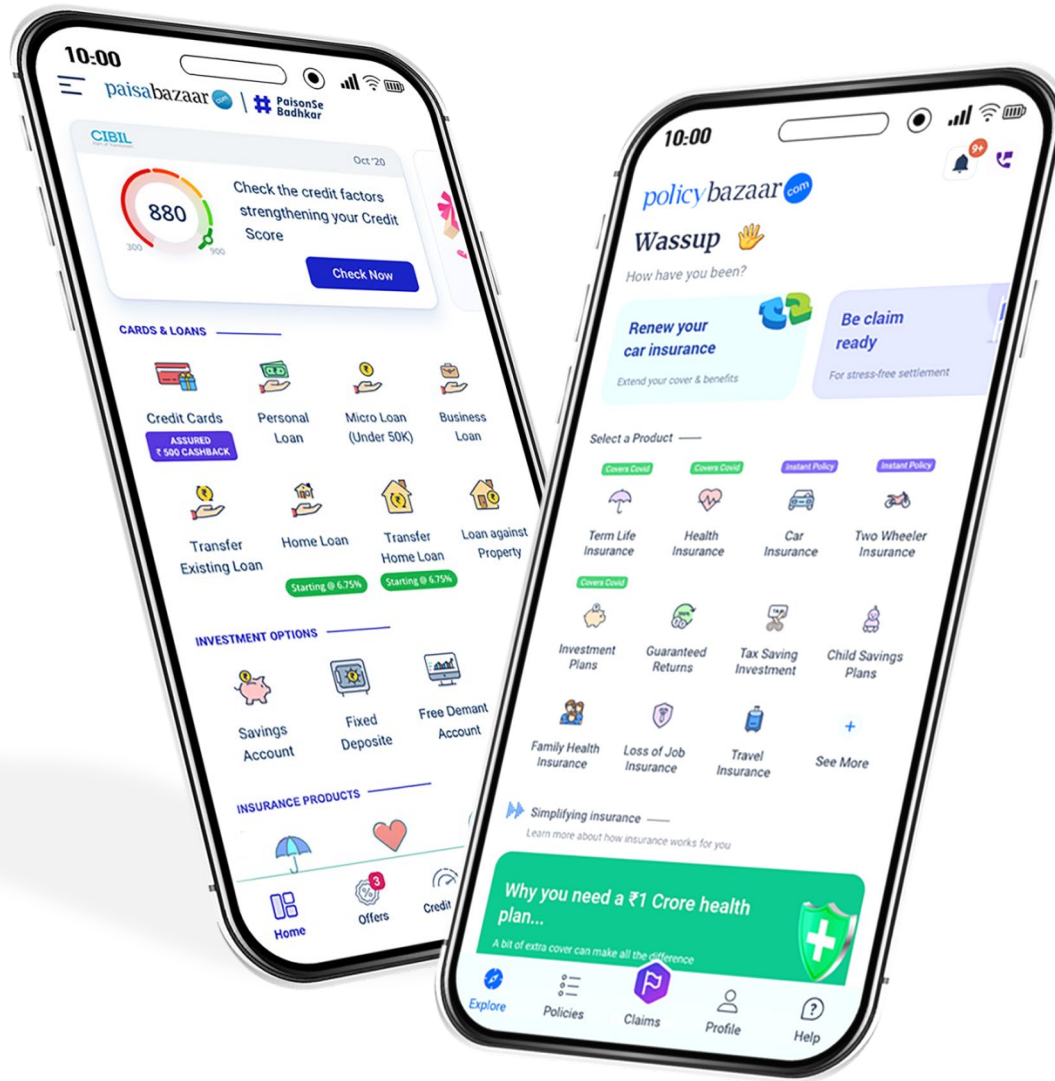 10:00
paisabazaar com
# PaisonSe
Badhkar
CIBIL
Oct '20
880
300
900
Check the credit factors
strengthening your Credit
Score
Check Now
CARDS & LOANS
Credit Cards
ASSURED
₹ 500 CASHBACK
Personal
Loan
Micro Loan
(Under 50K)
Business
Loan
Transfer
Existing Loan
Home Loan
Starting @ 6.75%
Transfer
Home Loan
Starting @ 6.75%
Loan against
Property
INVESTMENT OPTIONS
Savings
Account
Fixed
Deposite
Free Demant
Account
INSURANCE PRODUCTS
Home
3
Offers
Credit
10:00
9+
policybazaar com
Wassup
How have you been?
Renew your
car insurance
Extend your cover & benefits
Be claim
ready
For stress-free settlement
Select a Product
Covers Covid
Covers Covid
Instant Policy
Instant Policy
Term Life
Insurance
Health
Insurance
Car
Insurance
Two Wheeler
Insurance
Covers Covid
Investment
Plans
Guaranteed
Returns
Tax Saving
Investment
Child Savings
Plans
Family Health
Insurance
Loss of Job
Insurance
Travel
Insurance
+
See More
Simplifying insurance
Learn more about how insurance works for you
Why you need a ₹1 Crore health
plan...
A bit of extra cover can make all the difference
Explore
Policies
Claims
Profile
?
Help